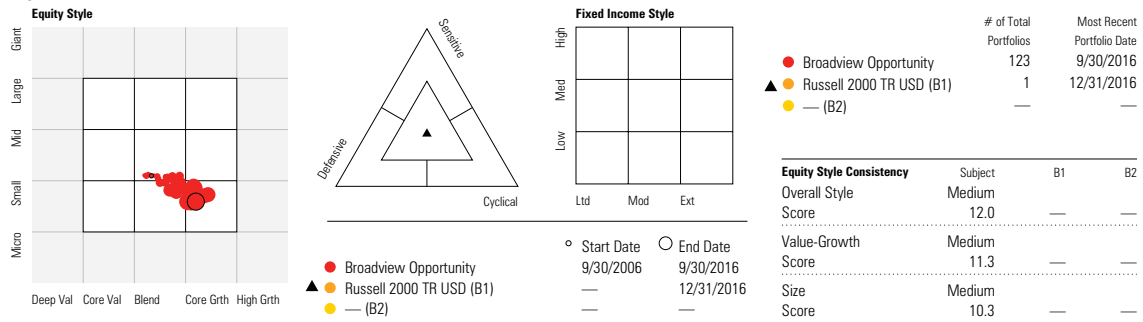 Equity Style
Giant
Large
Mid
Small
Micro
Deep Val Core Val Blend Core Grth High Grth
Sensitive
Defensive
Cyclical
Fixed Income Style
High
Med
Low
Ltd Mod Ext
Start Date End Date
Broadview Opportunity 9/30/2006 9/30/2016
Russell 2000 TR USD (B1) — 12/31/2016
— (B2) — —
# of Total Most Recent
Portfolios Portfolio Date
Broadview Opportunity 123 9/30/2016
Russell 2000 TR USD (B1) 1 12/31/2016
— (B2) — —
Equity Style Consistency Subject B1 B2
Overall Style Medium
Score 12.0 — —
Value-Growth Medium
Score 11.3 — —
Size Medium
Score 10.3 — —